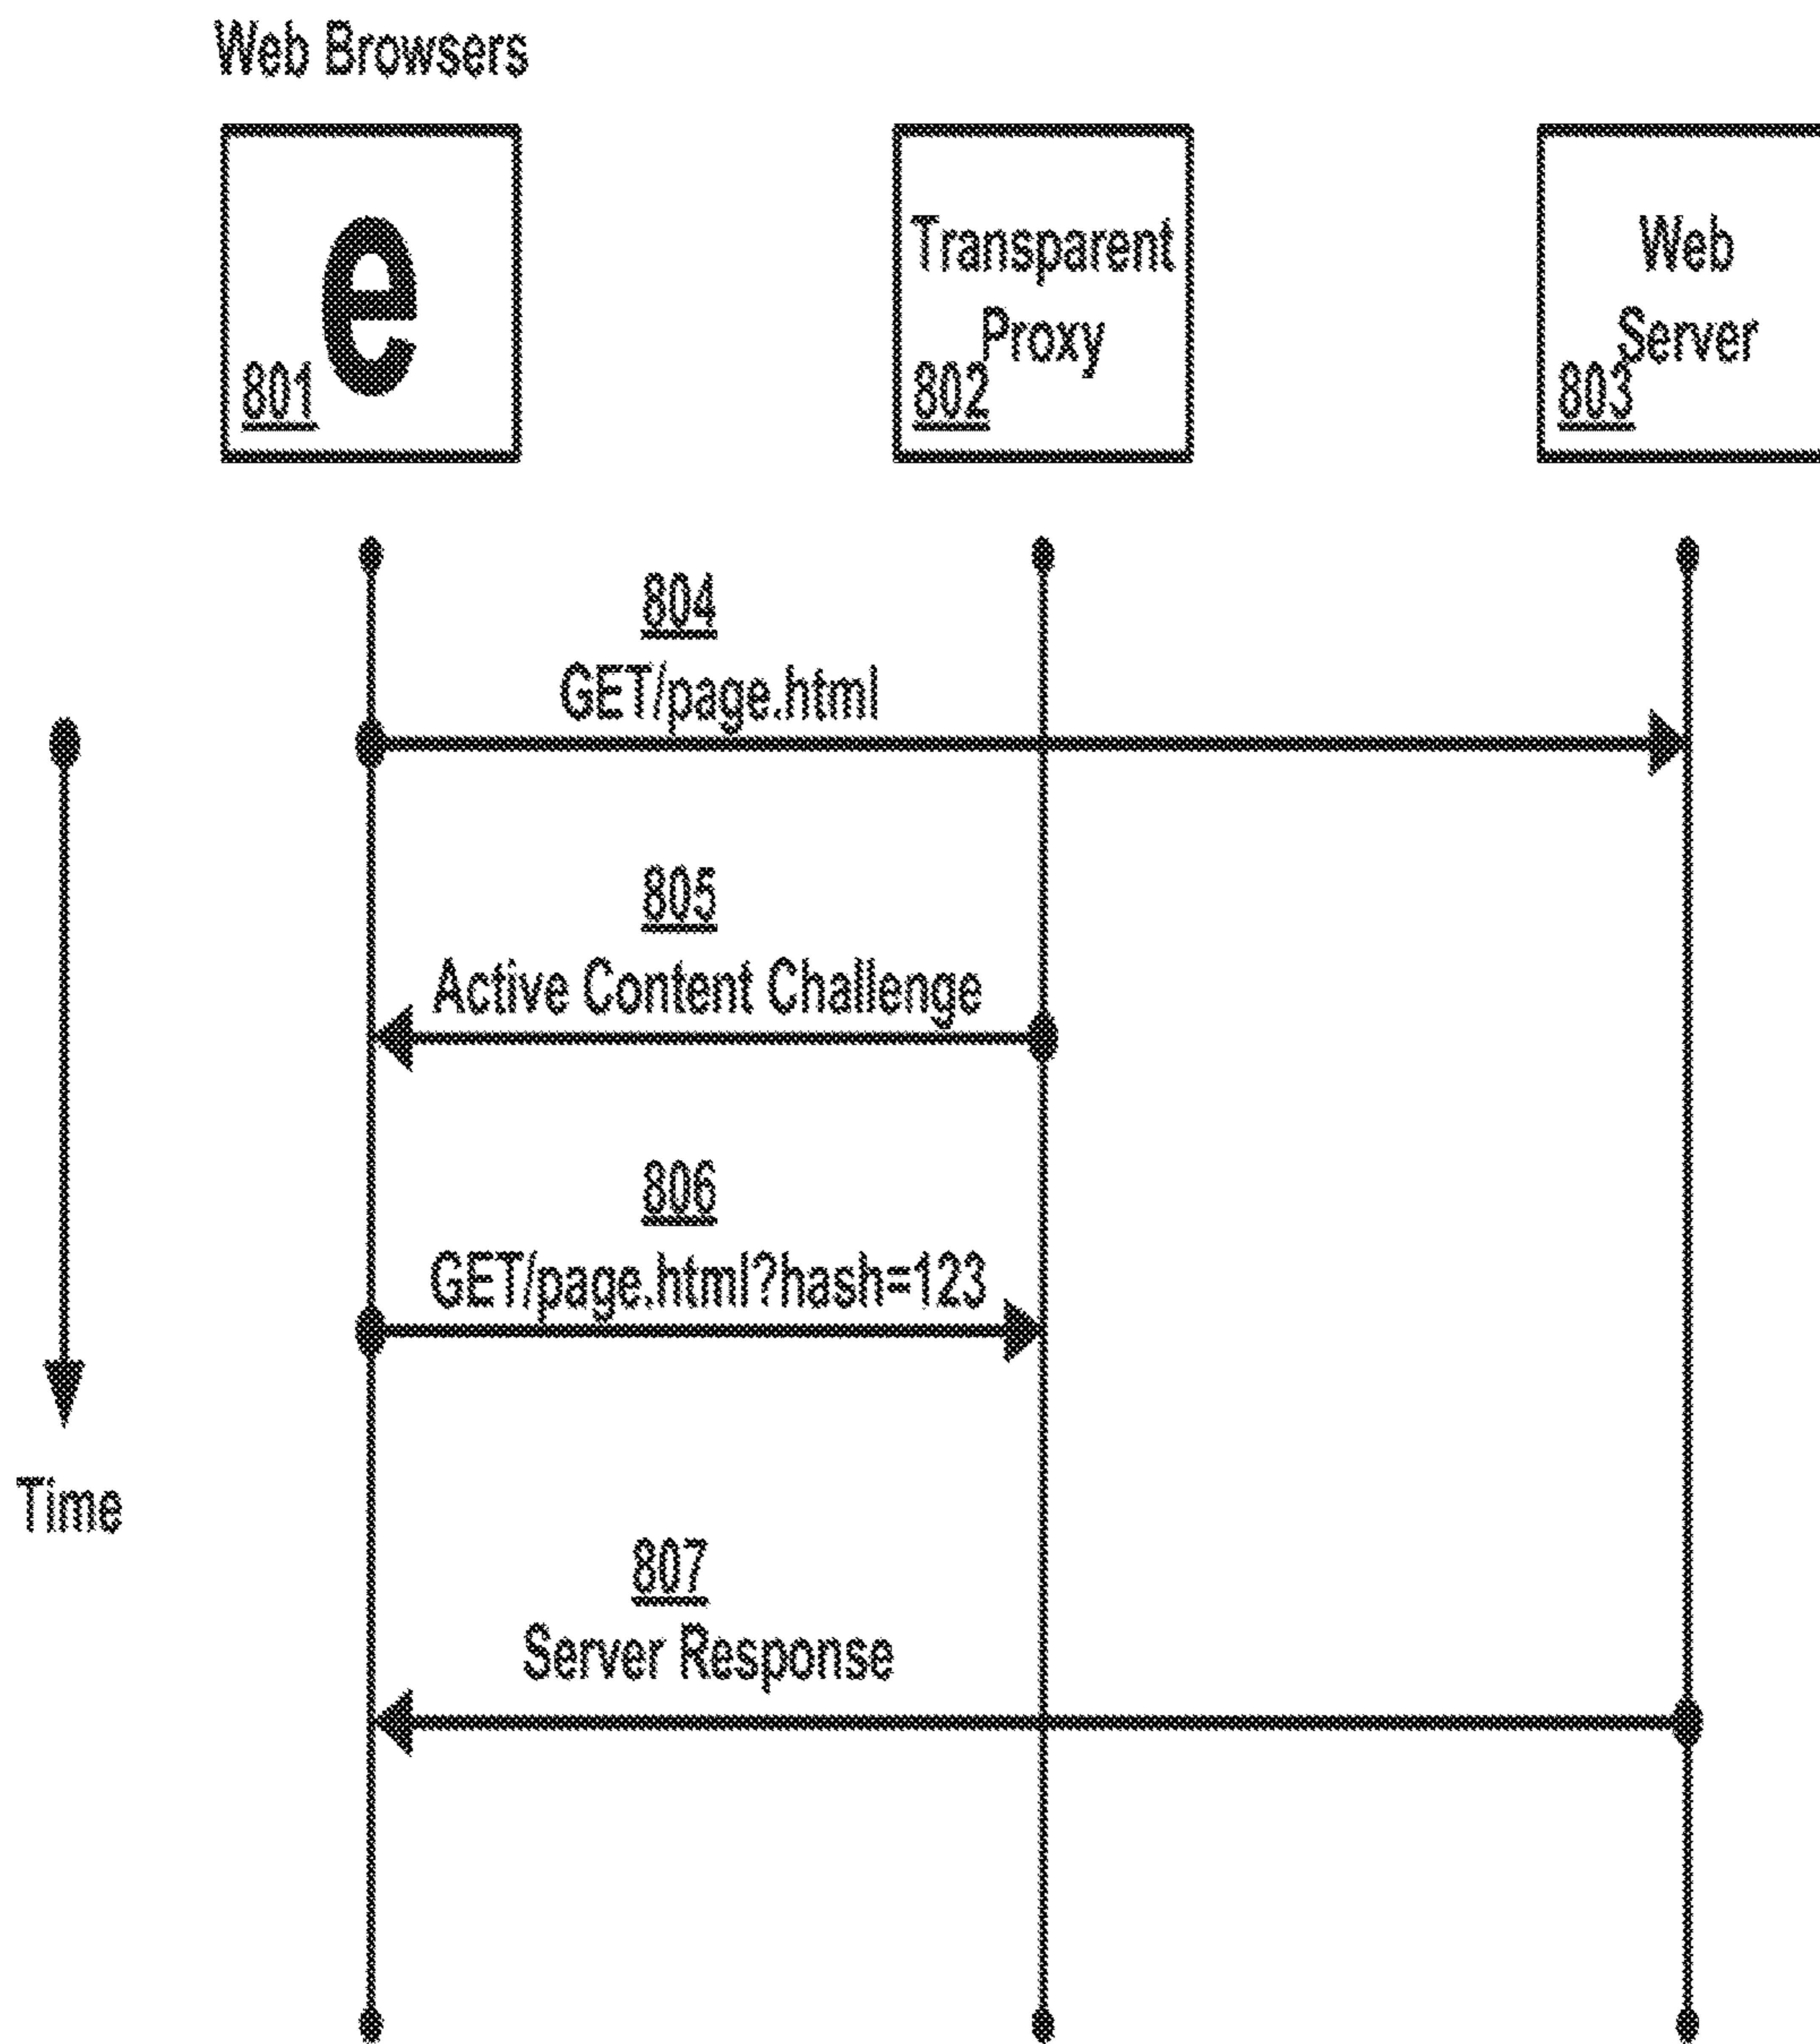 Web Browsers
e
801
Transparent
Proxy
802
Web
Server
803
804
GET/page.html
805
Active Content Challenge
806
GET/page.html?hash=123
Time
807
Server Response